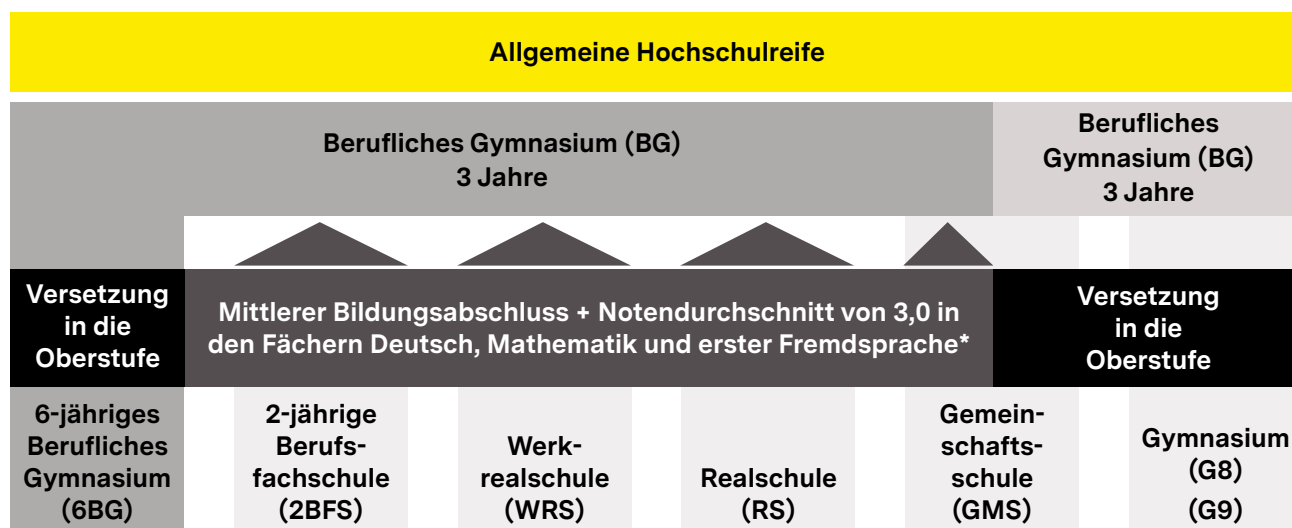 Allgemeine Hochschulreife
Berufliches Gymnasium (BG)
3 Jahre
Berufliches
Gymnasium (BG)
3 Jahre
Versetzung
in die
Oberstufe
Mittlerer Bildungsabschluss + Notendurchschnitt von 3,0 in
den Fächern Deutsch, Mathematik und erster Fremdsprache*
Versetzung
in die
Oberstufe
6-jähriges
Berufliches
Gymnasium
(6BG)
2-jährige
Berufs-
fachschule
(2BFS)
Werk-
realschule
(WRS)
Realschule
(RS)
Gemein-
schafts-
schule
(GMS)
Gymnasium
(G8)
(G9)